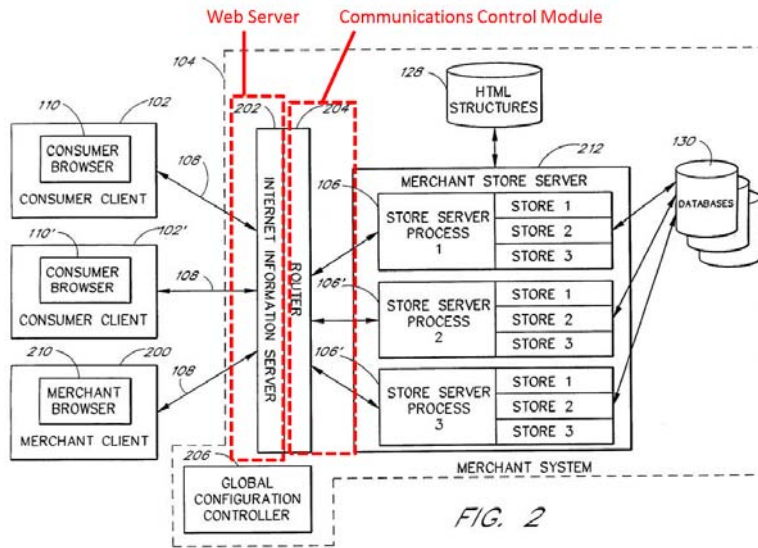 Web Server
Communications Control Module
104
128
HTML
STRUCTURES
110
102
CONSUMER
BROWSER
CONSUMER CLIENT
108
202
204
212
130
DATABASES
MERCHANT STORE SERVER
106
STORE SERVER
PROCESS
1
STORE 1
STORE 2
STORE 3
110'
102'
CONSUMER
BROWSER
CONSUMER CLIENT
108
INTERNET INFORMATION SERVER
ROUTER
106'
STORE SERVER
PROCESS
2
STORE 1
STORE 2
STORE 3
210
200
MERCHANT
BROWSER
MERCHANT CLIENT
108
106'
STORE SERVER
PROCESS
3
STORE 1
STORE 2
STORE 3
MERCHANT SYSTEM
206
GLOBAL
CONFIGURATION
CONTROLLER
FIG. 2